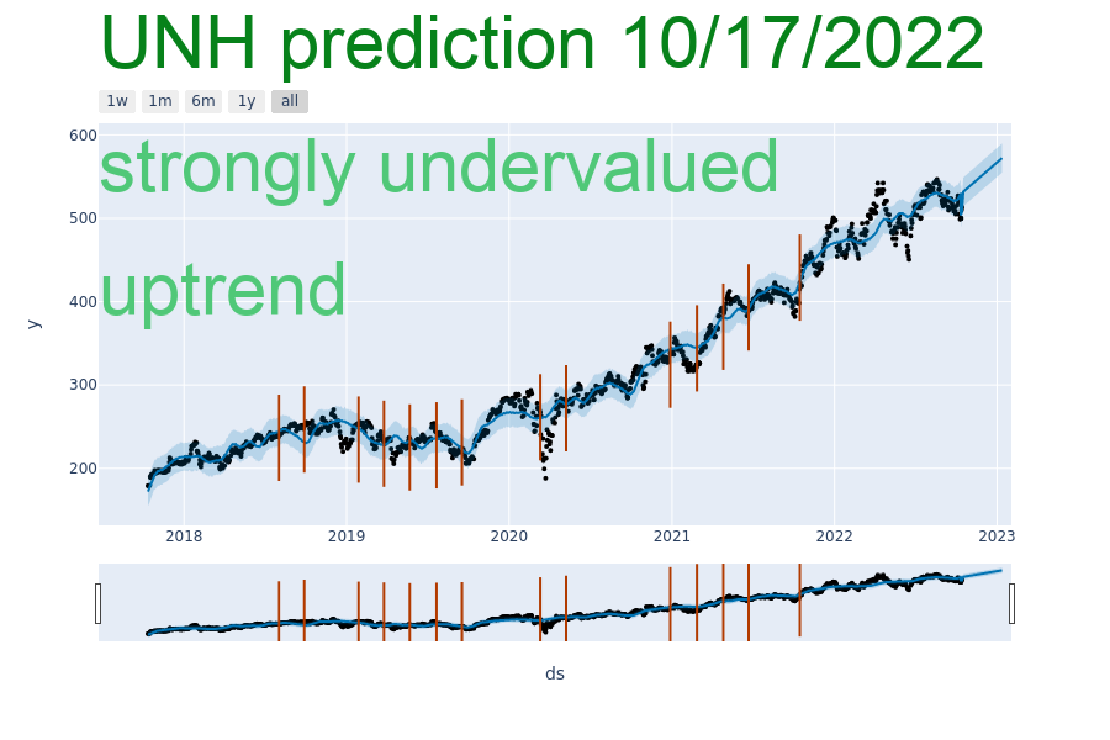 UNH prediction 10/17/2022
1w 1m 6m 1y all
600
strongly undervalued
500
uptrend
400
y
300
200
2018 2019 2020 2021 2022 2023
ds